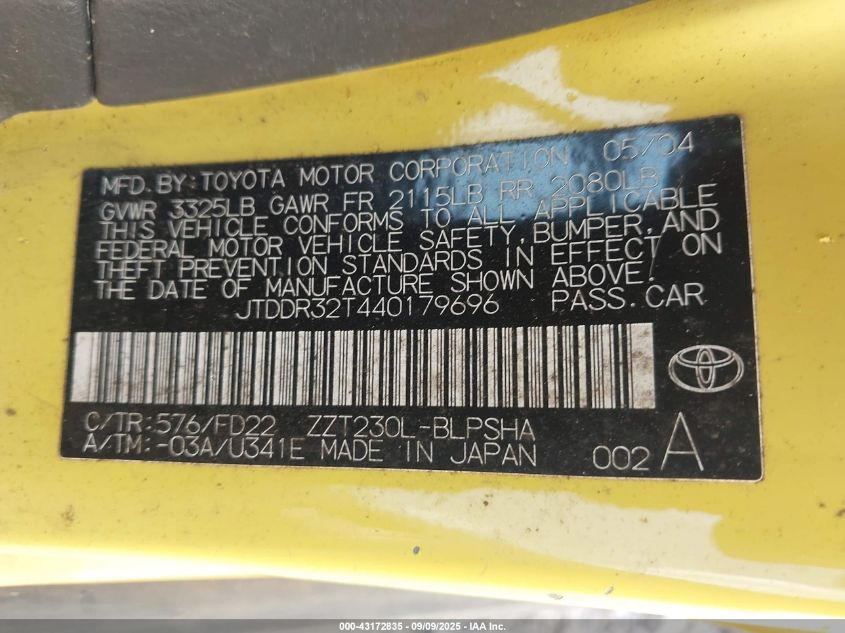 MFD. BY: TOYOTA MOTOR CORPORATION 05/04
GVWR 3325LB GAWR FR 2115LB RR 2080LB
THIS VEHICLE CONFORMS TO ALL APPLICABLE
FEDERAL MOTOR VEHICLE SAFETY, BUMPER, AND
THEFT PREVENTION STANDARDS IN EFFECT ON
THE DATE OF MANUFACTURE SHOWN ABOVE.
JTDDR32T440179696 PASS. CAR
C/TR: 576/FD22 ZZT230L-BLPSHA
A/TM: -03A/U341E MADE IN JAPAN 002 A
000-43172835 - 09/09/2025 - IAA Inc.